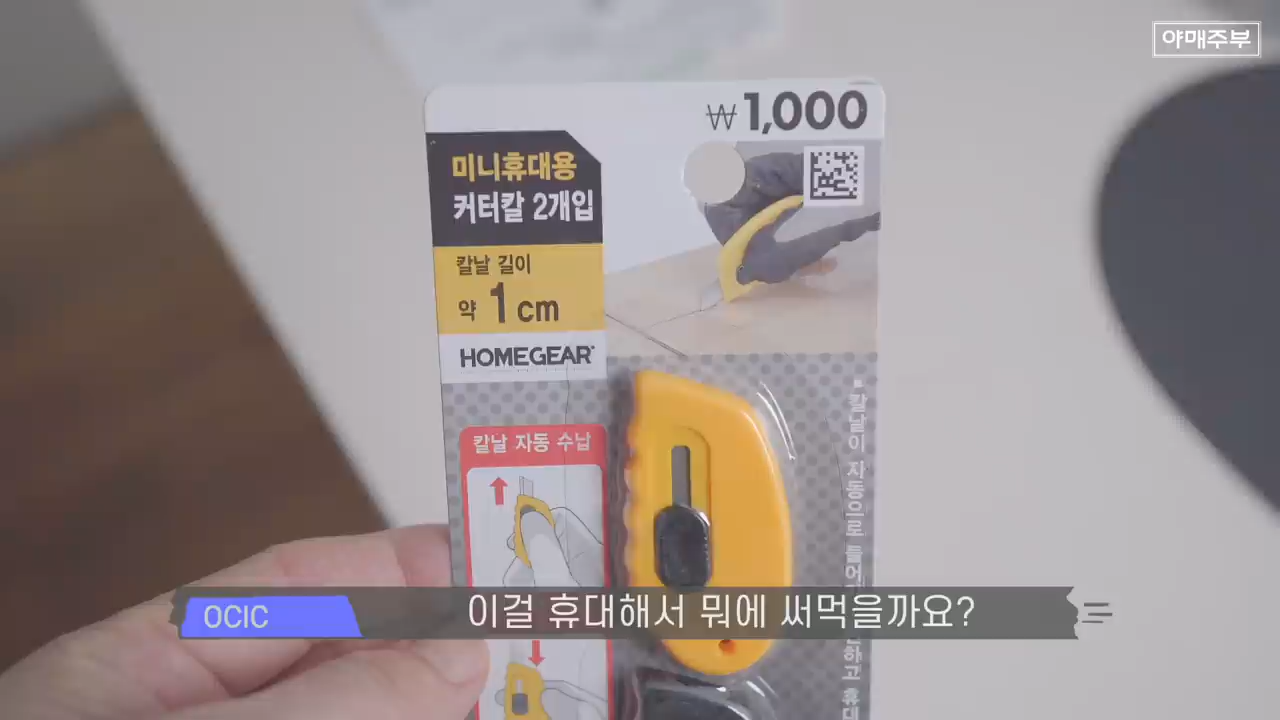 야매주부
₩1,000
미니휴대용
커터칼 2개입
칼날 길이
약 1cm
HOMEGEAR
칼날 자동 수납
칼날이 자동으로
OCIC
이걸 휴대해서 뭐에 써먹을까요?